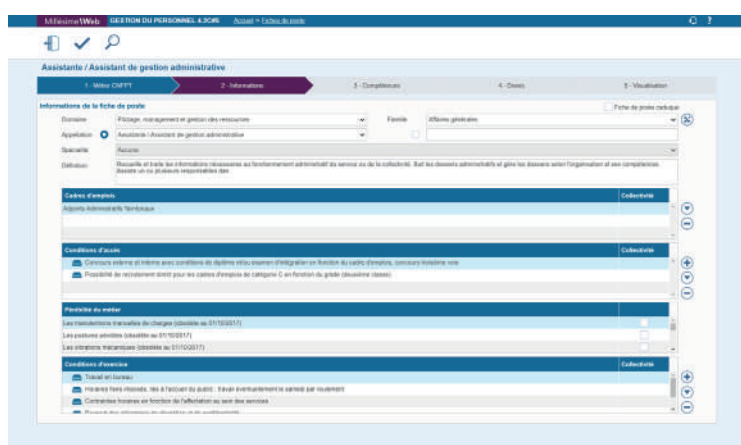 Millésime\Web GESTION DU PERSONNEL Accueil > Fiches de poste ?
Assistante / Assistant de gestion administrative
1 - Métier CNFPT 2 - Informations 3 - Compétences 4 - Divers 5 - Visualisation
Informations de la fiche de poste Fiche de poste caduque
Domaine Pilotage, management et gestion des ressources Famille Affaires générales
Appellation Assistante / Assistant de gestion administrative
Spécialité Aucune
Définition Recueille et traite les informations nécessaires au fonctionnement administratif du service ou de la collectivité. Suit les dossiers administratifs et gère les dossiers selon l'organisation et ses compétences.
Assiste un ou plusieurs responsables dan
Cadres d'emplois Collectivité
Adjoints Administratifs Territoriaux
Conditions d'accès Collectivité
Concours externe et interne avec conditions de diplôme et/ou examen d'intégration en fonction du cadre d'emplois, concours troisième voie
Possibilité de recrutement direct pour les cadres d'emplois de catégorie C en fonction du grade (deuxième classe)
Pénibilité du métier
Les manutentions manuelles de charges (obsolète au 01/10/2017)
Les postures pénibles (obsolète au 01/10/2017)
Les vibrations mécaniques (obsolète au 01/10/2017)
Conditions d'exercice Collectivité
Travail en bureau
Horaires fixes imposés, liés à l'accueil du public ; travail éventuellement le samedi par roulement
Contraintes horaires en fonction de l'affectation au sein des services